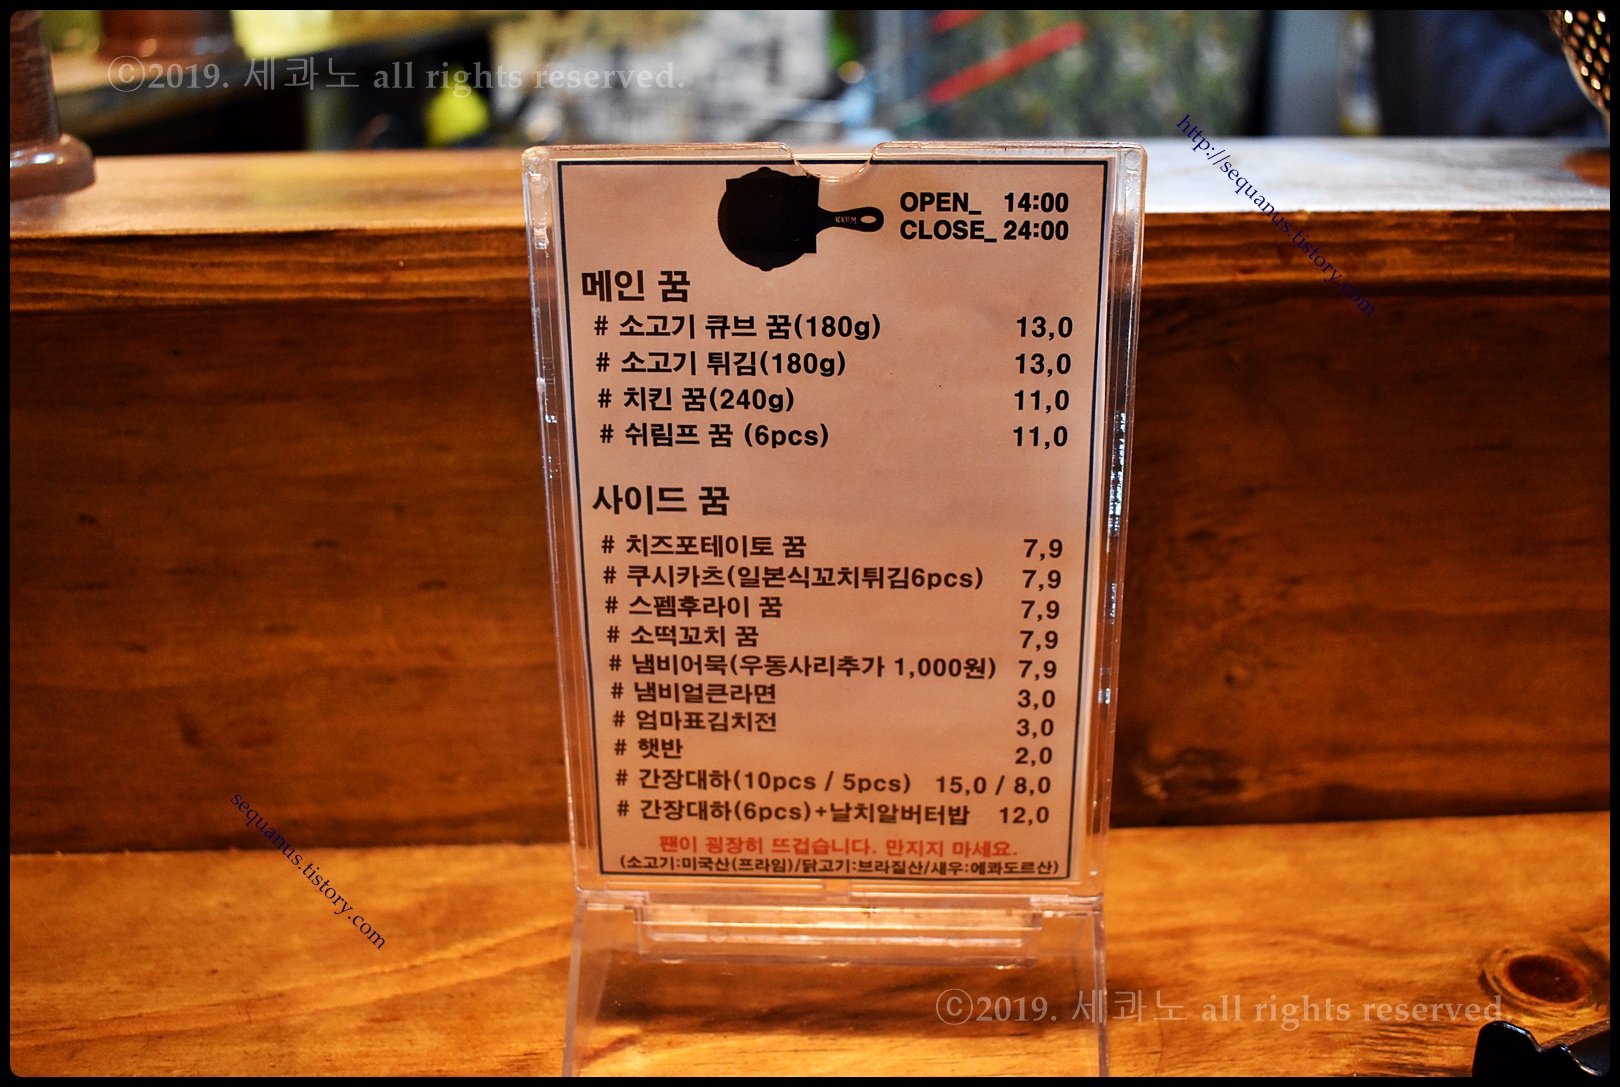 ©2019. 세콰노 all rights reserved.
http://sequanus.tistory.com
OPEN_ 14:00
CLOSE_ 24:00
메인 꿈
# 소고기 큐브 꿈(180g) 13,0
# 소고기 튀김(180g) 13,0
# 치킨 꿈(240g) 11,0
# 쉬림프 꿈 (6pcs) 11,0
사이드 꿈
# 치즈포테이토 꿈 7,9
# 쿠시카츠(일본식꼬치튀김6pcs) 7,9
# 스펨후라이 꿈 7,9
# 소떡꼬치 꿈 7,9
# 냄비어묵(우동사리추가 1,000원) 7,9
# 냄비얼큰라면 3,0
# 엄마표김치전 3,0
# 햇반 2,0
# 간장대하(10pcs / 5pcs) 15,0 / 8,0
# 간장대하(6pcs)+날치알버터밥 12,0
팬이 굉장히 뜨겁습니다. 만지지 마세요.
(소고기:미국산(프라임)/닭고기:브라질산/새우:에콰도르산)
sequanus.tistory.com
©2019. 세콰노 all rights reserved.